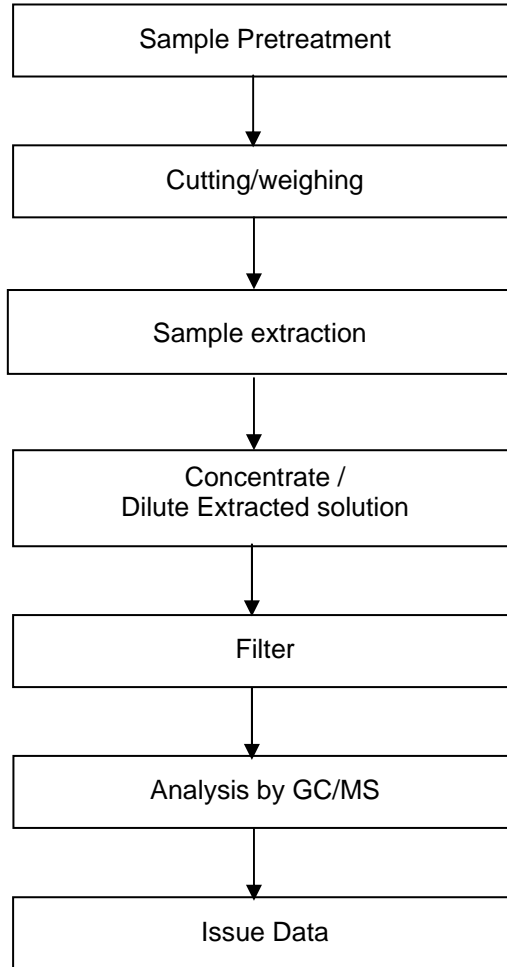 Sample Pretreatment
Cutting/weighing
Sample extraction
Concentrate /
Dilute Extracted solution
Filter
Analysis by GC/MS
Issue Data